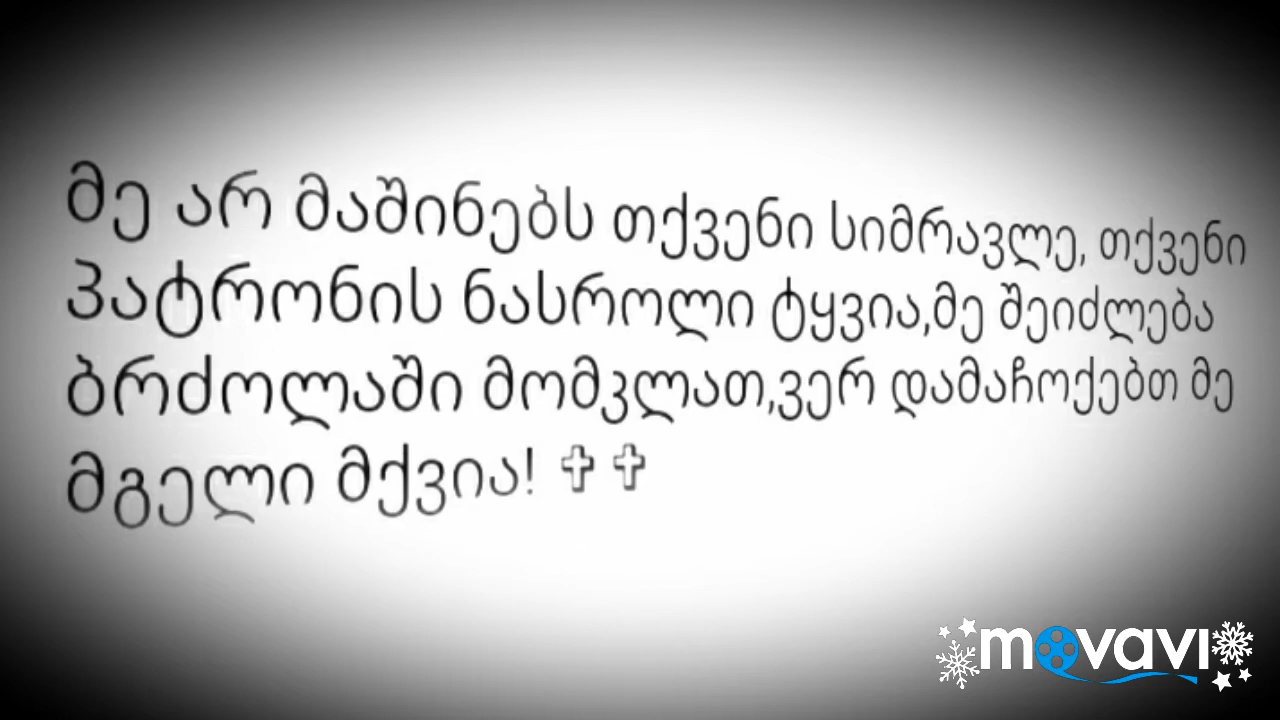 მე არ მაშინებს თქვენი სიმრავლე, თქვენი
პატრონის ნასროლი ტყვია,მე შეიძლება
ბრძოლაში მომკლათ,ვერ დამაჩოქებთ მე
მგელი მქვია! ✞ ✞
movavi